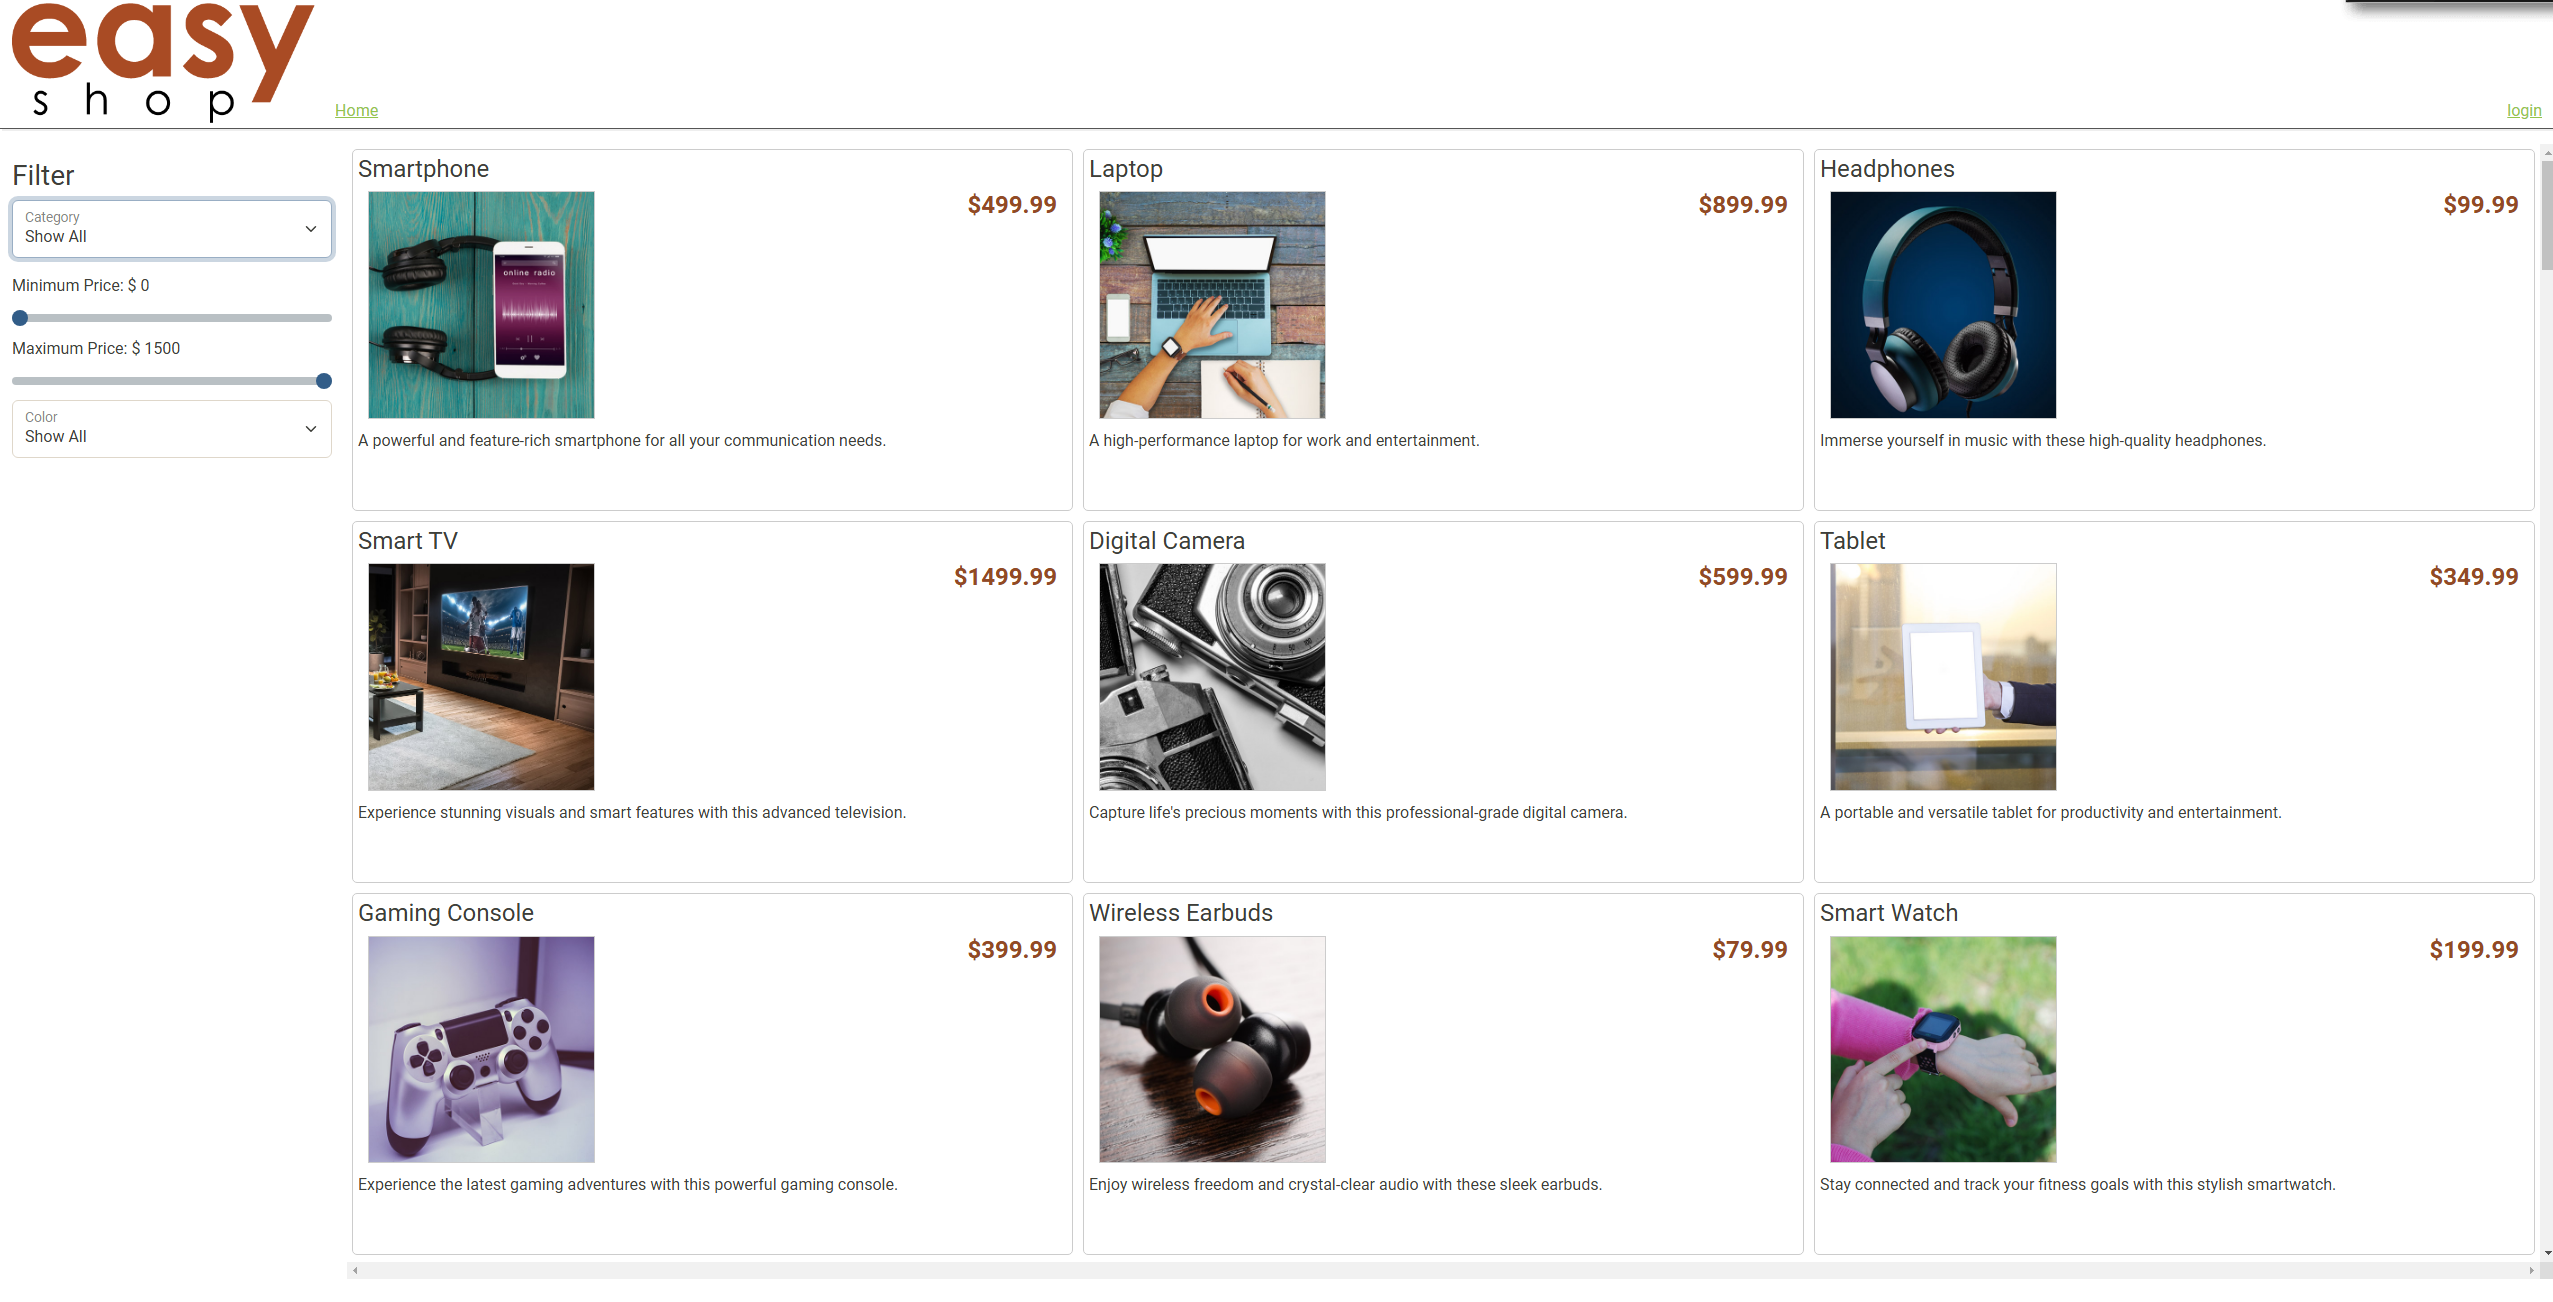 easy
shop
Home
login
Filter
Category
Show All
Minimum Price: $ 0
Maximum Price: $ 1500
Color
Show All
Smartphone
$499.99
online radio
A powerful and feature-rich smartphone for all your communication needs.
Laptop
$899.99
A high-performance laptop for work and entertainment.
Headphones
$99.99
Immerse yourself in music with these high-quality headphones.
Smart TV
$1499.99
Experience stunning visuals and smart features with this advanced television.
Digital Camera
$599.99
Capture life's precious moments with this professional-grade digital camera.
Tablet
$349.99
A portable and versatile tablet for productivity and entertainment.
Gaming Console
$399.99
Experience the latest gaming adventures with this powerful gaming console.
Wireless Earbuds
$79.99
Enjoy wireless freedom and crystal-clear audio with these sleek earbuds.
Smart Watch
$199.99
Stay connected and track your fitness goals with this stylish smartwatch.